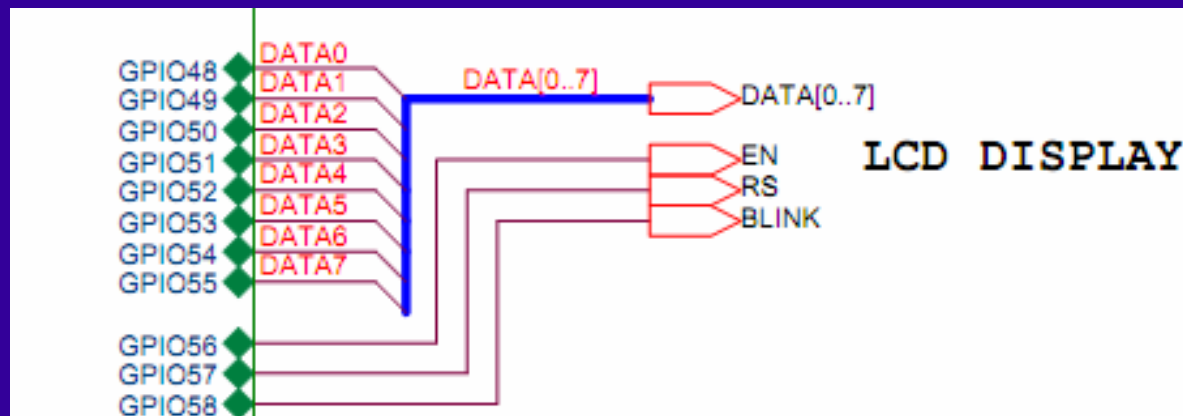 DATA0
GPIO48
DATA[0..7]
DATA[0..7]
DATA1
GPIO49
DATA2
GPIO50
DATA3
GPIO51
EN
LCD DISPLAY
DATA4
GPIO52
RS
DATA5
GPIO53
BLINK
DATA6
GPIO54
DATA7
GPIO55
GPIO56
GPIO57
GPIO58